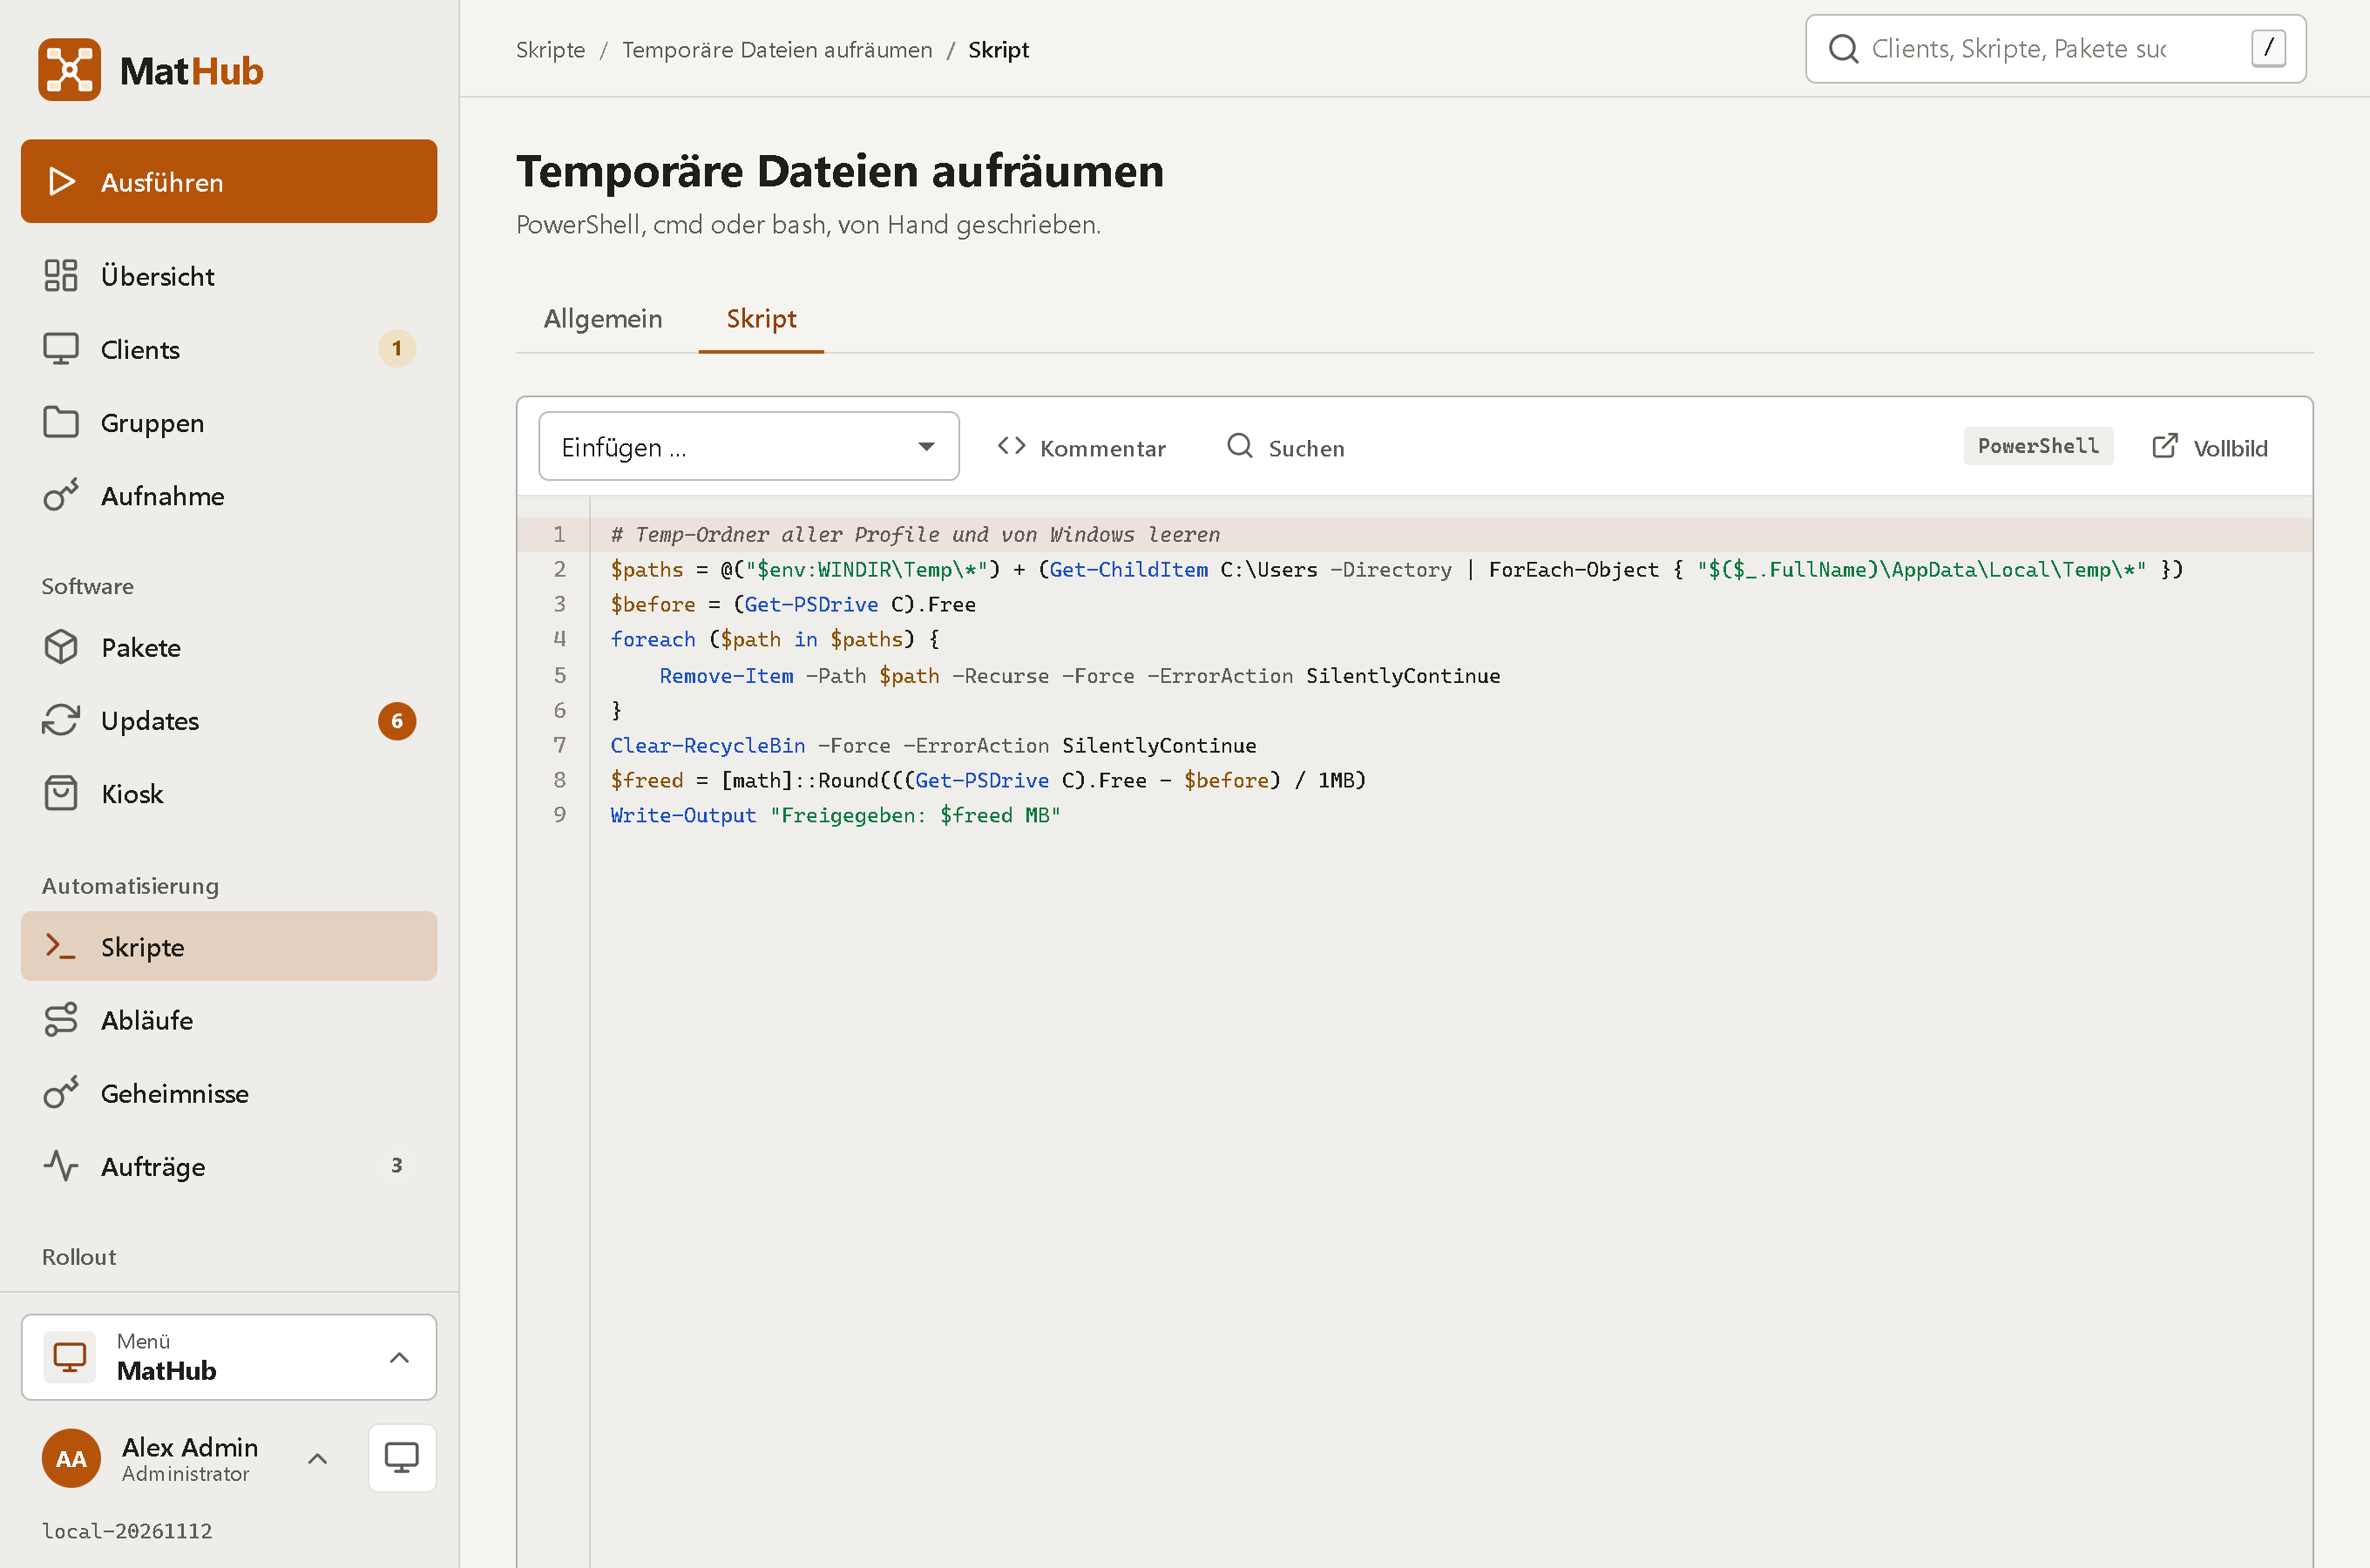 MatHub
Ausführen
Übersicht
Clients 1
Gruppen
Aufnahme
Software
Pakete
Updates 6
Kiosk
Automatisierung
Skripte
Abläufe
Geheimnisse
Aufträge 3
Rollout
Menü
MatHub
AA
Alex Admin
Administrator
local-20261112
Skripte / Temporäre Dateien aufräumen / Skript
Clients, Skripte, Pakete suc /
Temporäre Dateien aufräumen
PowerShell, cmd oder bash, von Hand geschrieben.
Allgemein Skript
Einfügen ... Kommentar Suchen PowerShell Vollbild
1 # Temp-Ordner aller Profile und von Windows leeren
2 $paths = @("$env:WINDIR\Temp\*") + (Get-ChildItem C:\Users -Directory | ForEach-Object { "$($_.FullName)\AppData\Local\Temp\*" })
3 $before = (Get-PSDrive C).Free
4 foreach ($path in $paths) {
5     Remove-Item -Path $path -Recurse -Force -ErrorAction SilentlyContinue
6 }
7 Clear-RecycleBin -Force -ErrorAction SilentlyContinue
8 $freed = [math]::Round(((Get-PSDrive C).Free - $before) / 1MB)
9 Write-Output "Freigegeben: $freed MB"